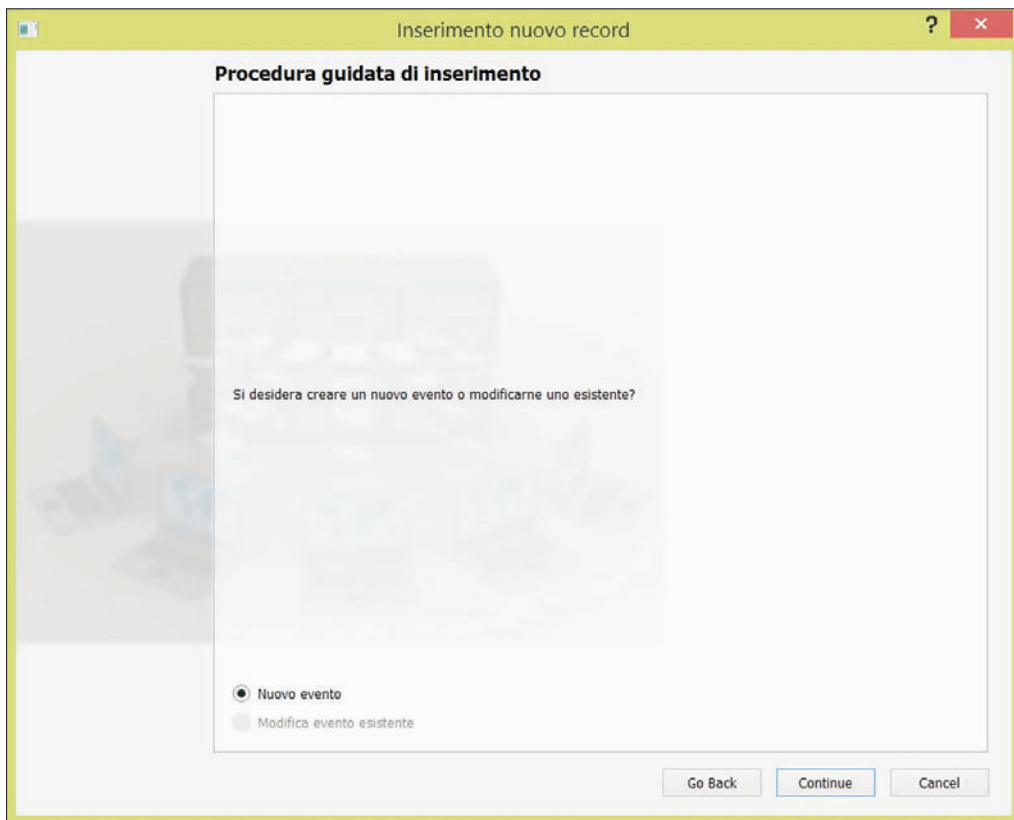 Inserimento nuovo record
?
Procedura guidata di inserimento
Si desidera creare un nuovo evento o modificarne uno esistente?
Nuovo evento
Modifica evento esistente
Go Back Continue Cancel